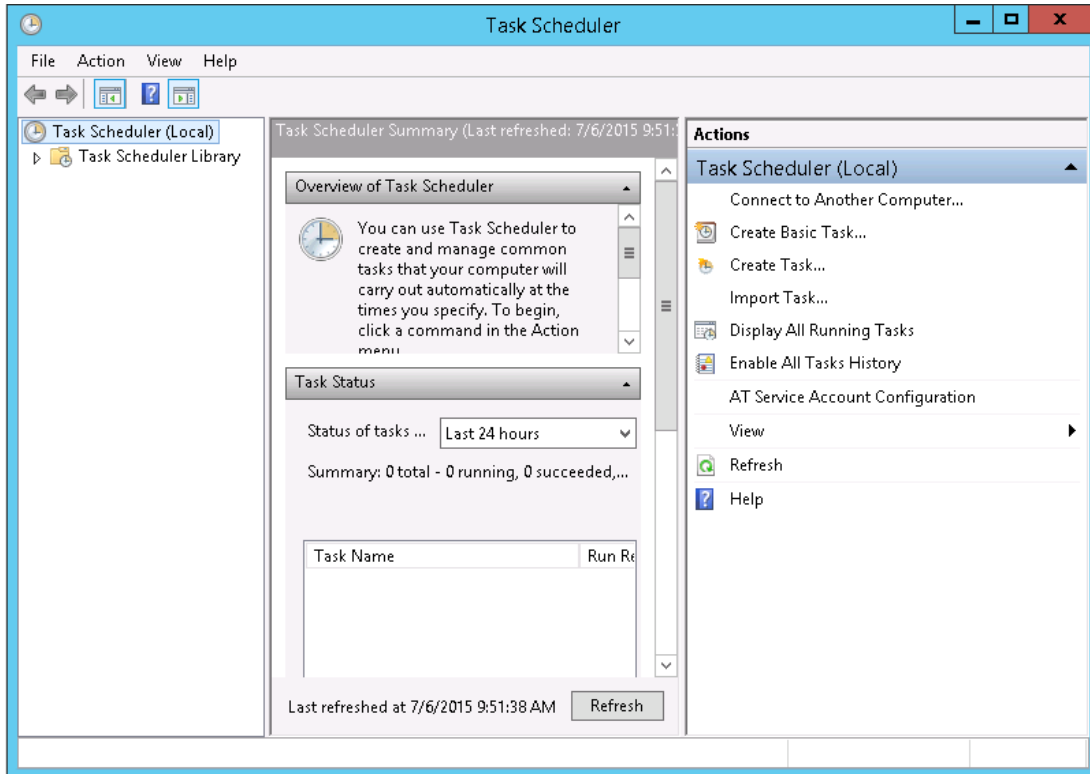 Task Scheduler
File Action View Help
Task Scheduler (Local)
Task Scheduler Library
Task Scheduler Summary (Last refreshed: 7/6/2015 9:51:
Overview of Task Scheduler
You can use Task Scheduler to
create and manage common
tasks that your computer will
carry out automatically at the
times you specify. To begin,
click a command in the Action
menu
Task Status
Status of tasks ... Last 24 hours
Summary: 0 total - 0 running, 0 succeeded,...
Task Name Run Re
Last refreshed at 7/6/2015 9:51:38 AM Refresh
Actions
Task Scheduler (Local)
Connect to Another Computer...
Create Basic Task...
Create Task...
Import Task...
Display All Running Tasks
Enable All Tasks History
AT Service Account Configuration
View
Refresh
Help